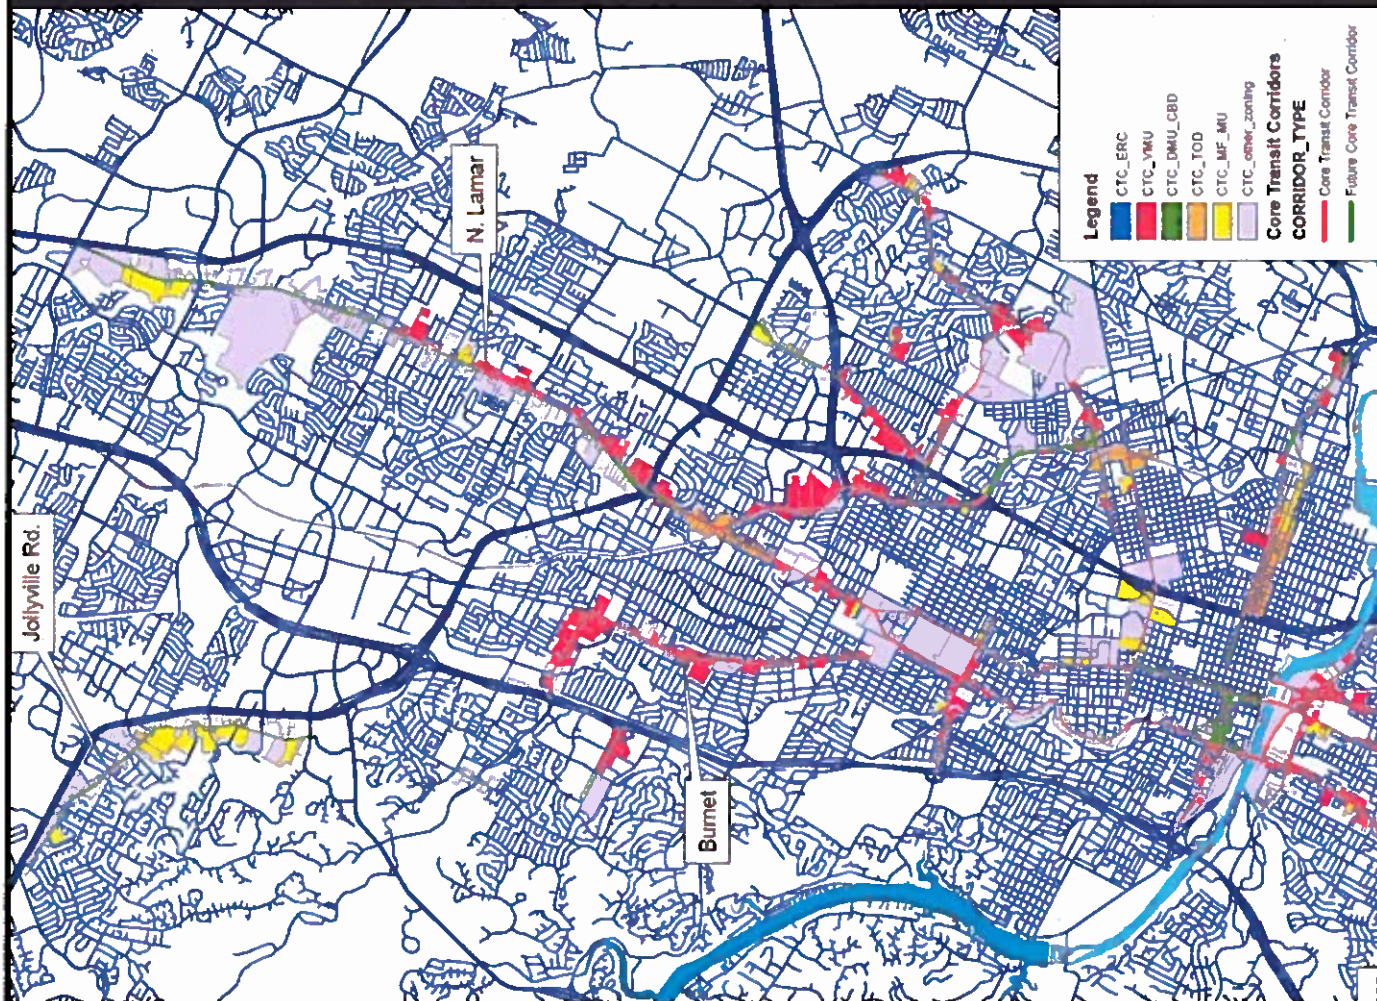 Jollyville Rd.
N. Lamar
Burnet
Legend
CTC_ERC
CTC_VMU
CTC_DMU_CBD
CTC_TOD
CTC_MF_MU
CTC_other_zoning
Core Transit Corridors
CORRIDOR_TYPE
Core Transit Corridor
Future Core Transit Corridor